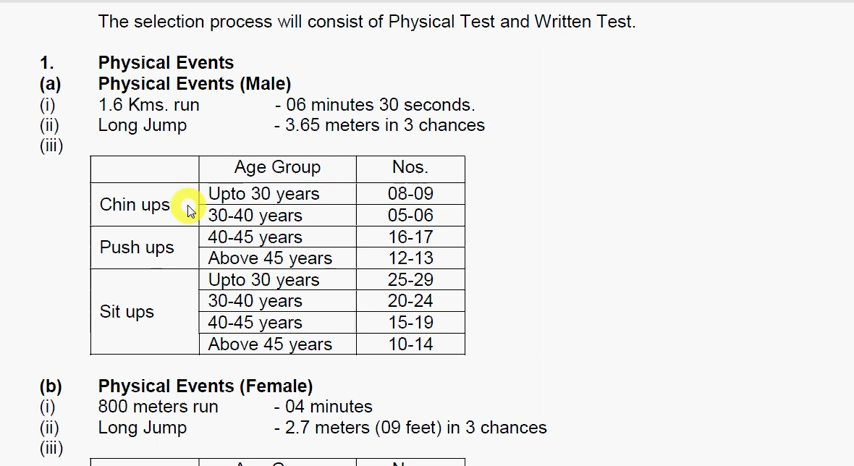 The selection process will consist of Physical Test and Written Test.
1. Physical Events
(a) Physical Events (Male)
(i) 1.6 Kms. run - 06 minutes 30 seconds.
(ii) Long Jump - 3.65 meters in 3 chances
(iii)
Age Group Nos.
Chin ups Upto 30 years 08-09
30-40 years 05-06
Push ups 40-45 years 16-17
Above 45 years 12-13
Sit ups Upto 30 years 25-29
30-40 years 20-24
40-45 years 15-19
Above 45 years 10-14
(b) Physical Events (Female)
(i) 800 meters run - 04 minutes
(ii) Long Jump - 2.7 meters (09 feet) in 3 chances
(iii)